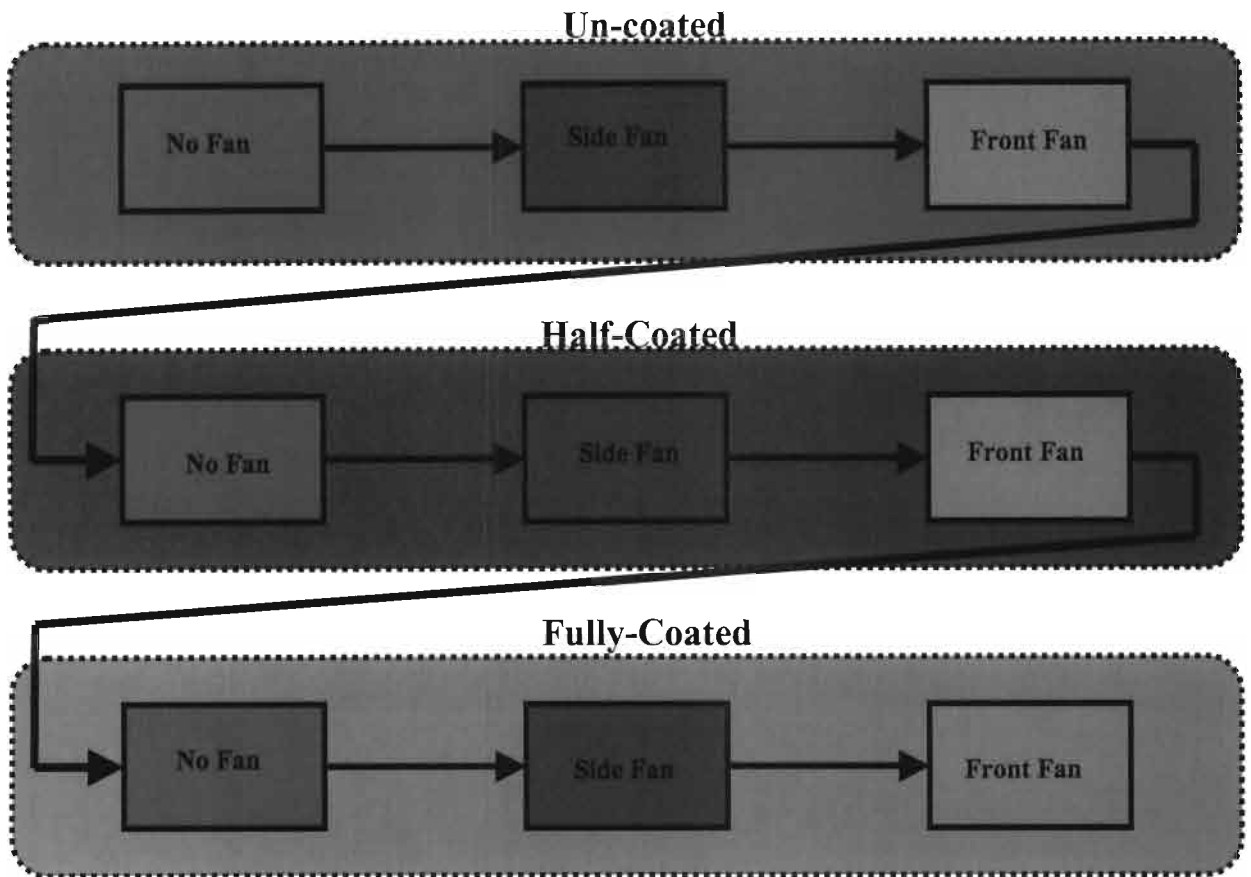 Un-coated
No Fan
Side Fan
Front Fan
Half-Coated
No Fan
Side Fan
Front Fan
Fully-Coated
No Fan
Side Fan
Front Fan